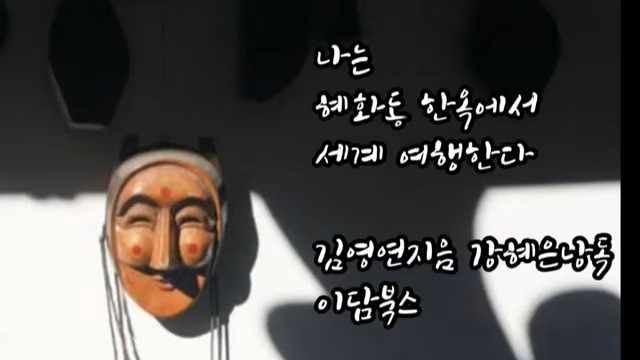 나는
혜화동 한옥에서
세계 여행한다
김영연지음 강혜은낭독
이담북스